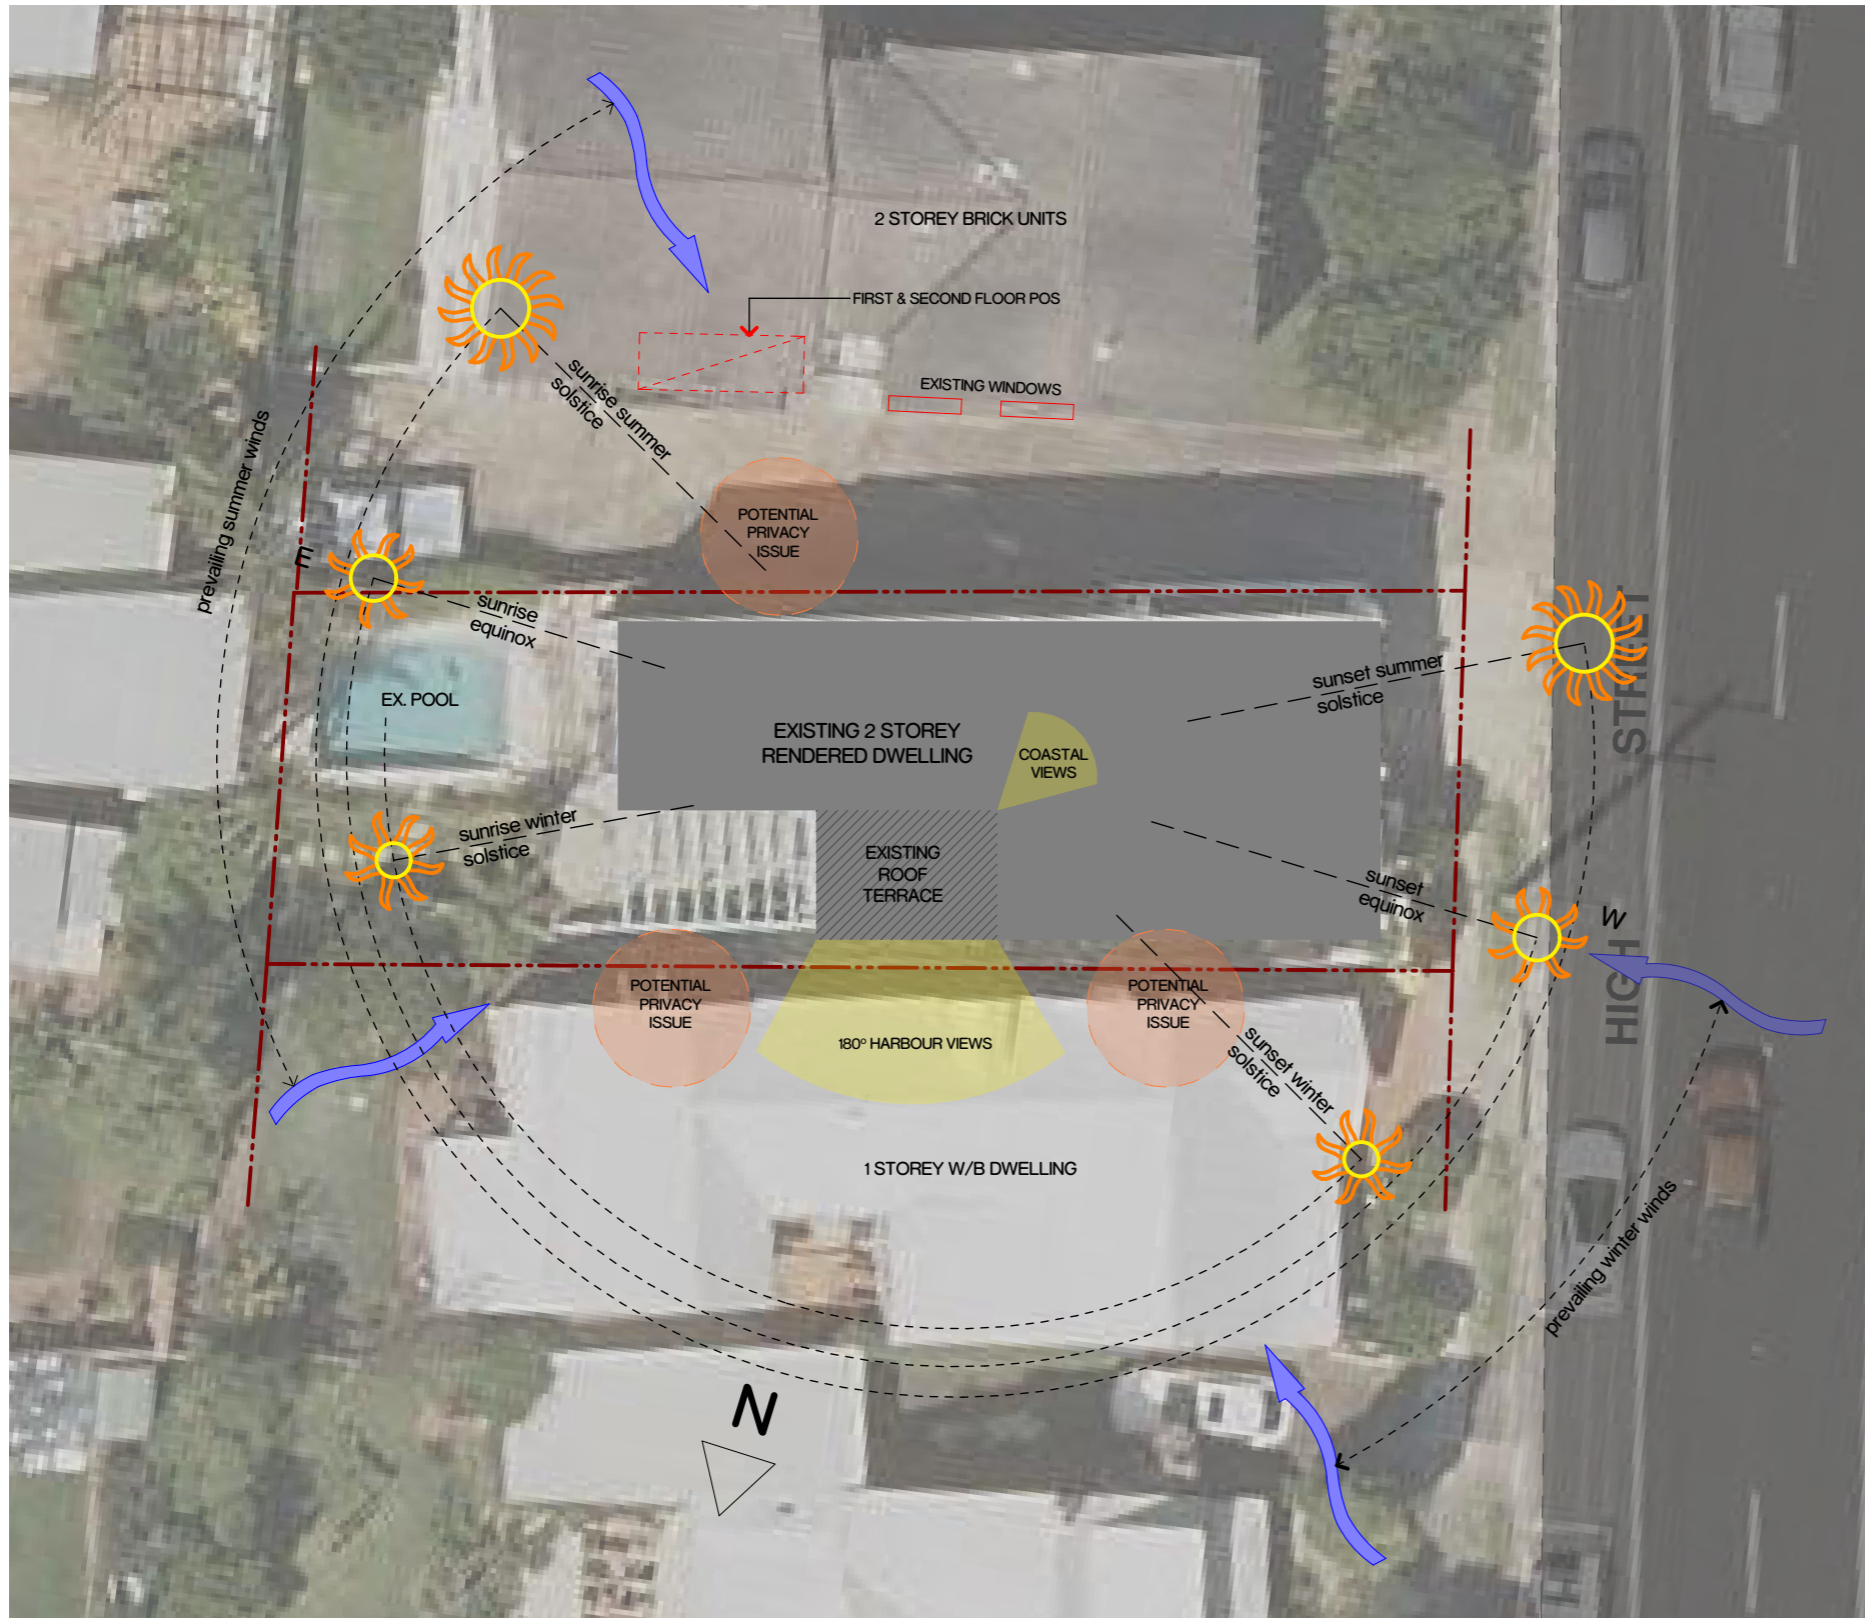 2 STOREY BRICK UNITS
FIRST & SECOND FLOOR POS
EXISTING WINDOWS
sunrise summer
solstice
prevailing summer winds
POTENTIAL
PRIVACY
ISSUE
E
sunrise
equinox
EX. POOL
EXISTING 2 STOREY
RENDERED DWELLING
COASTAL
VIEWS
sunset summer
solstice
HIGH STREET
sunrise winter
solstice
EXISTING
ROOF
TERRACE
sunset
equinox
W
POTENTIAL
PRIVACY
ISSUE
180º HARBOUR VIEWS
POTENTIAL
PRIVACY
ISSUE
sunset winter
solstice
1 STOREY W/B DWELLING
prevailing winter winds
N